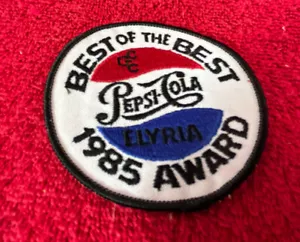 BEST OF THE BEST
PEPSI-COLA
ELYRIA
1985 AWARD